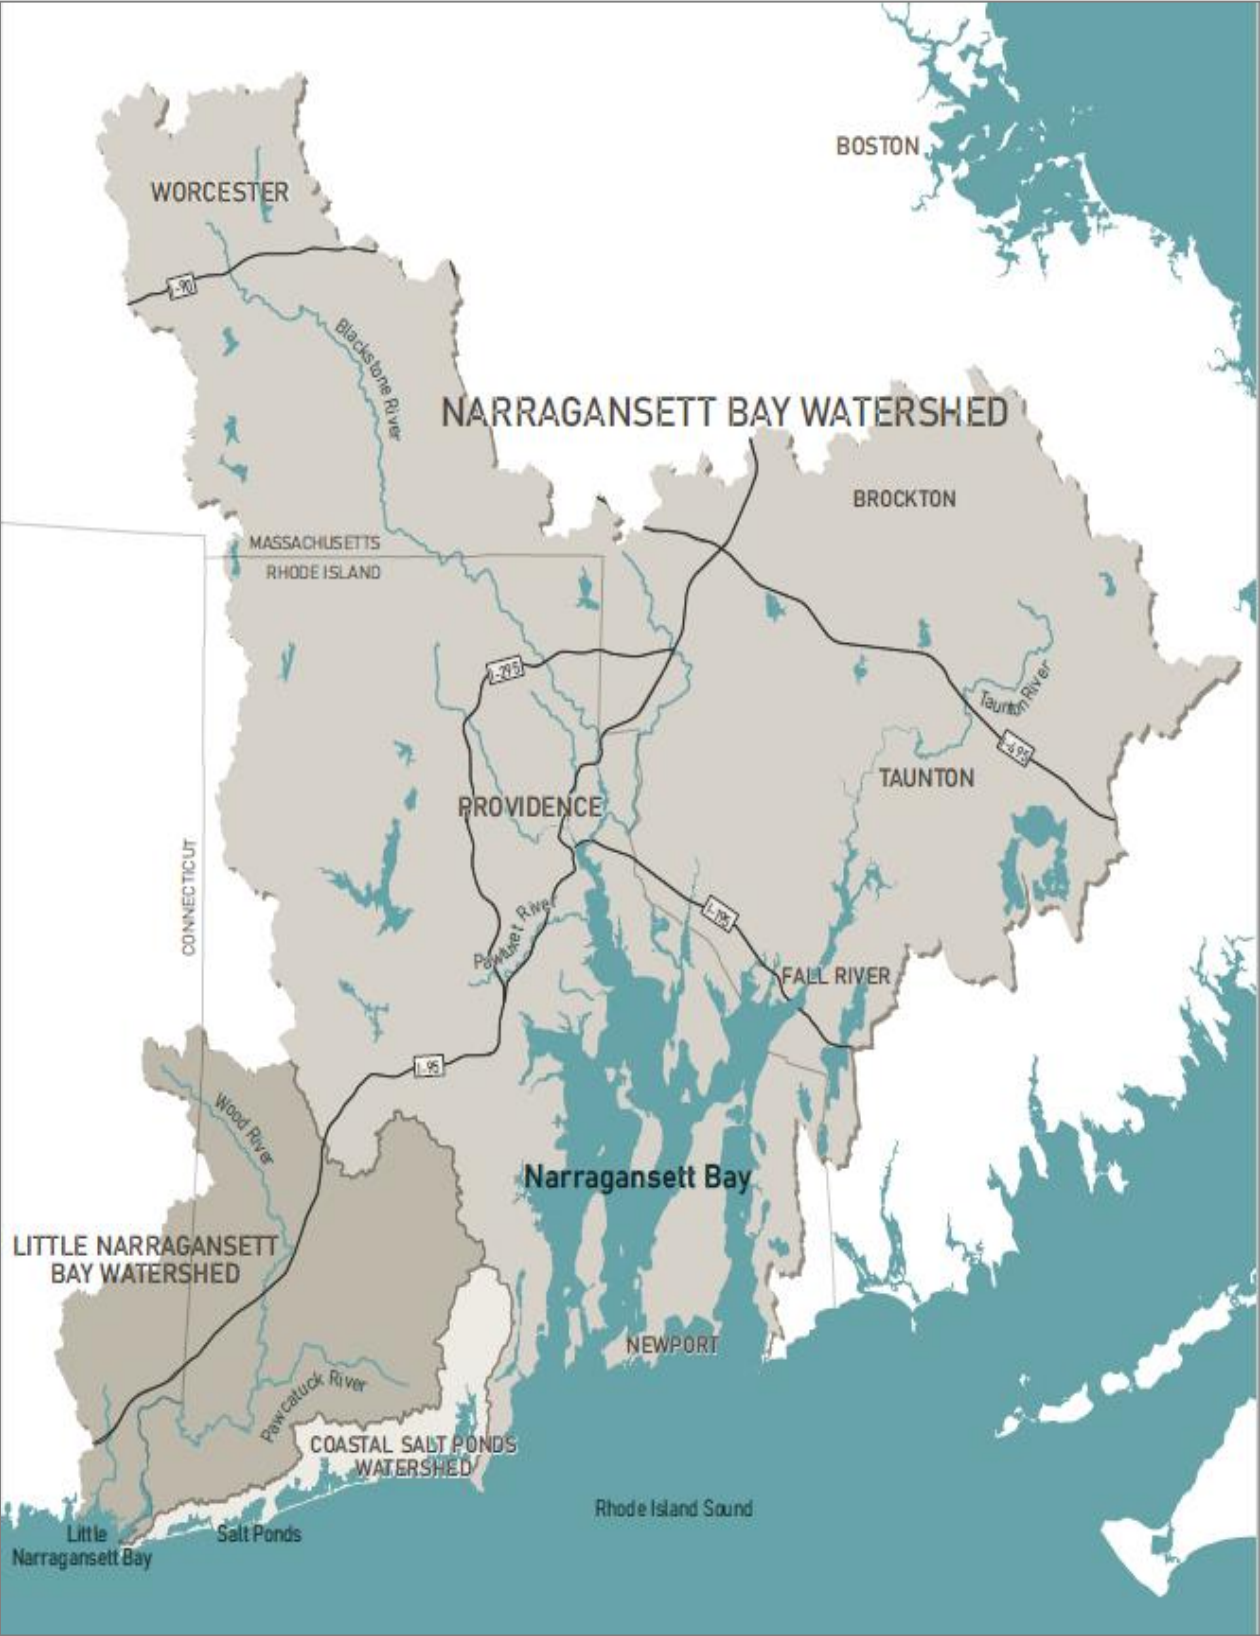 BOSTON
WORCESTER
I-90
Blackstone River
NARRAGANSETT BAY WATERSHED
BROCKTON
MASSACHUSETTS
RHODE ISLAND
I-295
Taunton River
I-495
TAUNTON
PROVIDENCE
CONNECTICUT
I-195
Pawtuxet River
FALL RIVER
I-95
Wood River
Narragansett Bay
LITTLE NARRAGANSETT
BAY WATERSHED
NEWPORT
Pawcatuck River
COASTAL SALT PONDS
WATERSHED
Rhode Island Sound
Little
Narragansett Bay
Salt Ponds